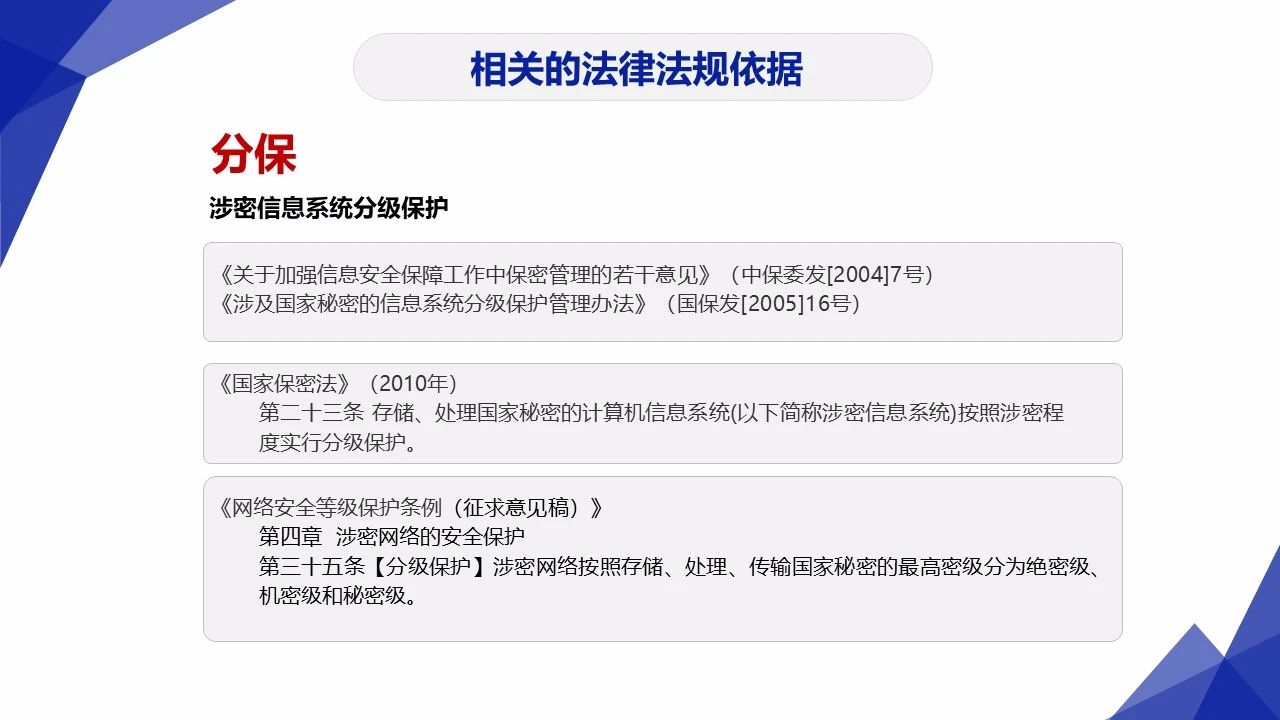 相关的法律法规依据
分保
涉密信息系统分级保护
《关于加强信息安全保障工作中保密管理的若干意见》（中保委发[2004]7号）
《涉及国家秘密的信息系统分级保护管理办法》（国保发[2005]16号）
《国家保密法》（2010年）
第二十三条 存储、处理国家秘密的计算机信息系统(以下简称涉密信息系统)按照涉密程
度实行分级保护。
《网络安全等级保护条例（征求意见稿）》
第四章 涉密网络的安全保护
第三十五条【分级保护】涉密网络按照存储、处理、传输国家秘密的最高密级分为绝密级、
机密级和秘密级。